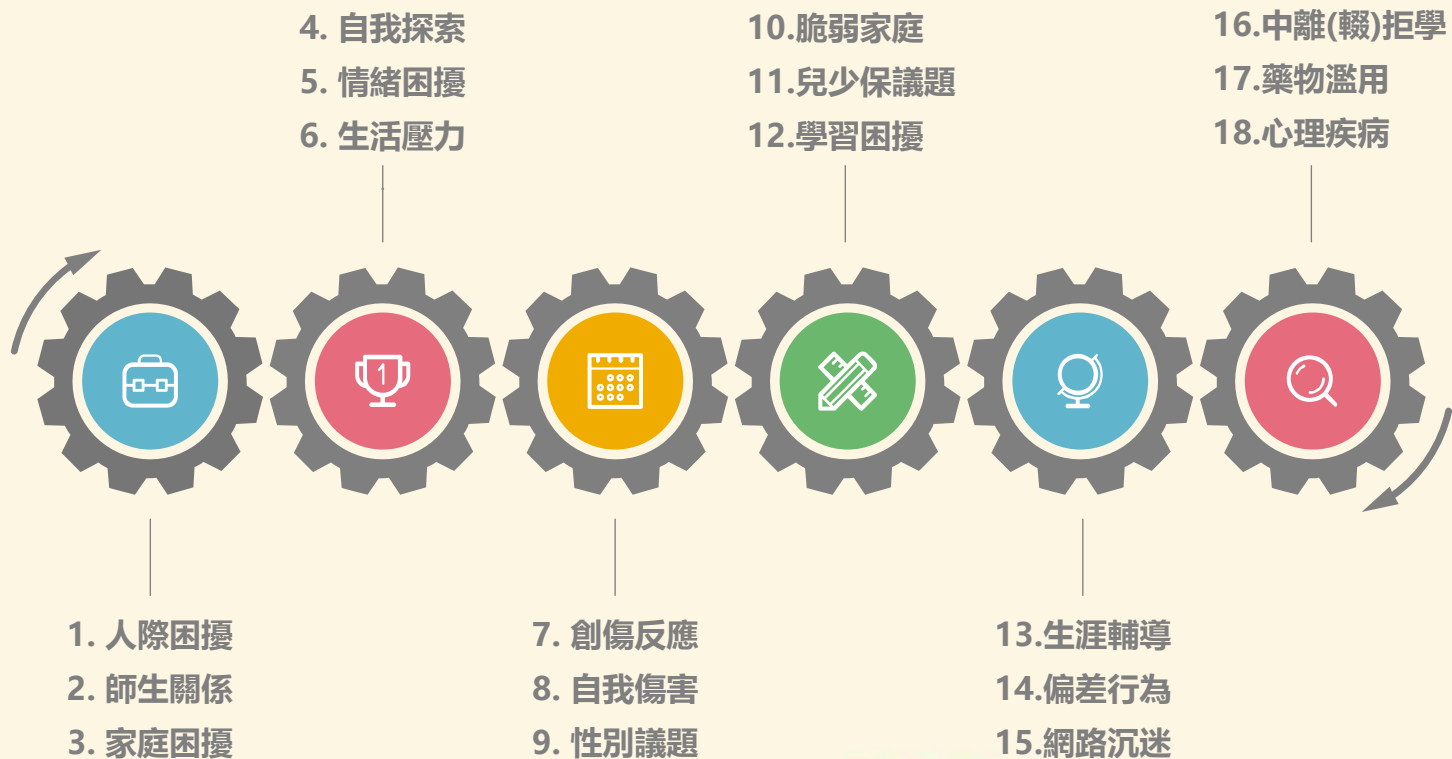 1. 人際困擾
2. 師生關係
3. 家庭困擾
4. 自我探索
5. 情緒困擾
6. 生活壓力
7. 創傷反應
8. 自我傷害
9. 性別議題
10.脆弱家庭
11.兒少保議題
12.學習困擾
13.生涯輔導
14.偏差行為
15.網路沉迷
16.中離(輟)拒學
17.藥物濫用
18.心理疾病
1